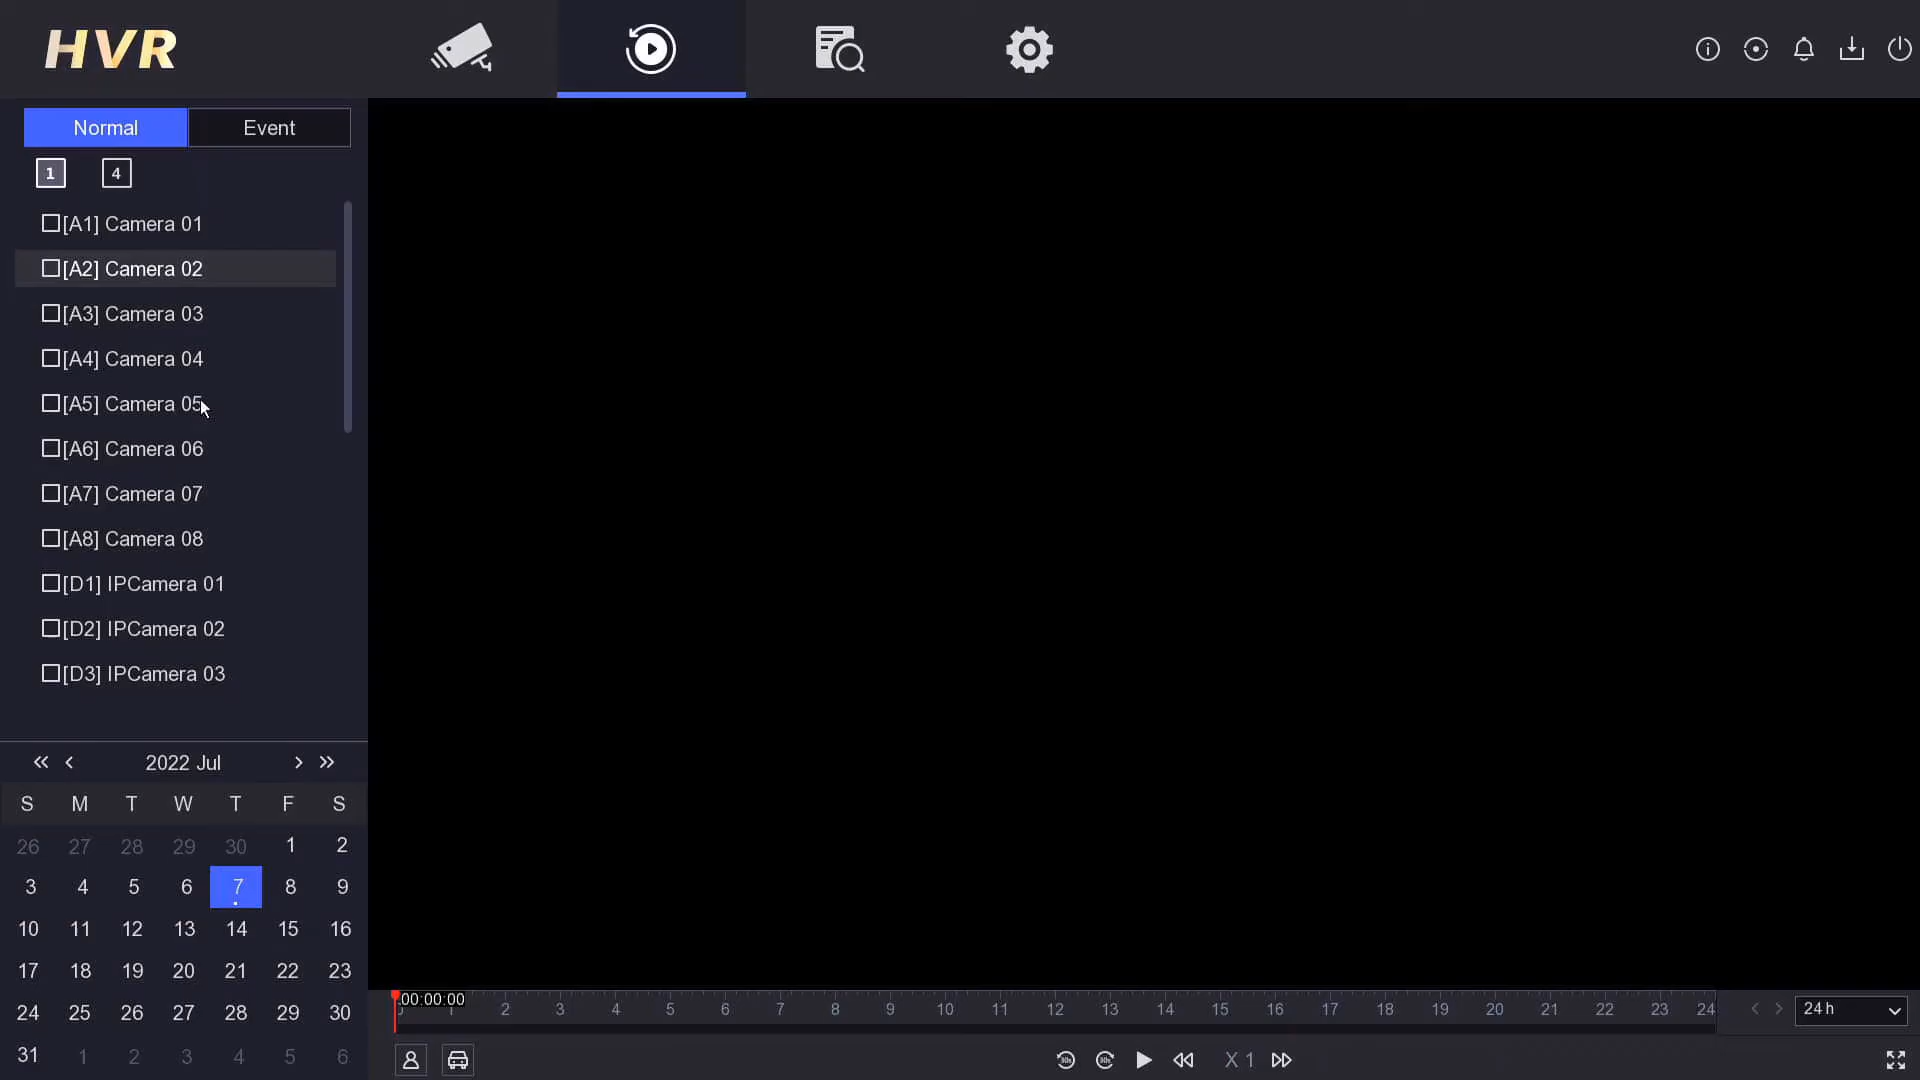 HVR
Normal Event
1 4
[A1] Camera 01
[A2] Camera 02
[A3] Camera 03
[A4] Camera 04
[A5] Camera 05
[A6] Camera 06
[A7] Camera 07
[A8] Camera 08
[D1] IPCamera 01
[D2] IPCamera 02
[D3] IPCamera 03
2022 Jul
S M T W T F S
26 27 28 29 30 1 2
3 4 5 6 7 8 9
10 11 12 13 14 15 16
17 18 19 20 21 22 23
24 25 26 27 28 29 30
31 1 2 3 4 5 6
00:00:00
2 3 4 5 6 7 8 9 10 11 12 13 14 15 16 17 18 19 20 21 22 23 24
24 h
30s 30s X 1